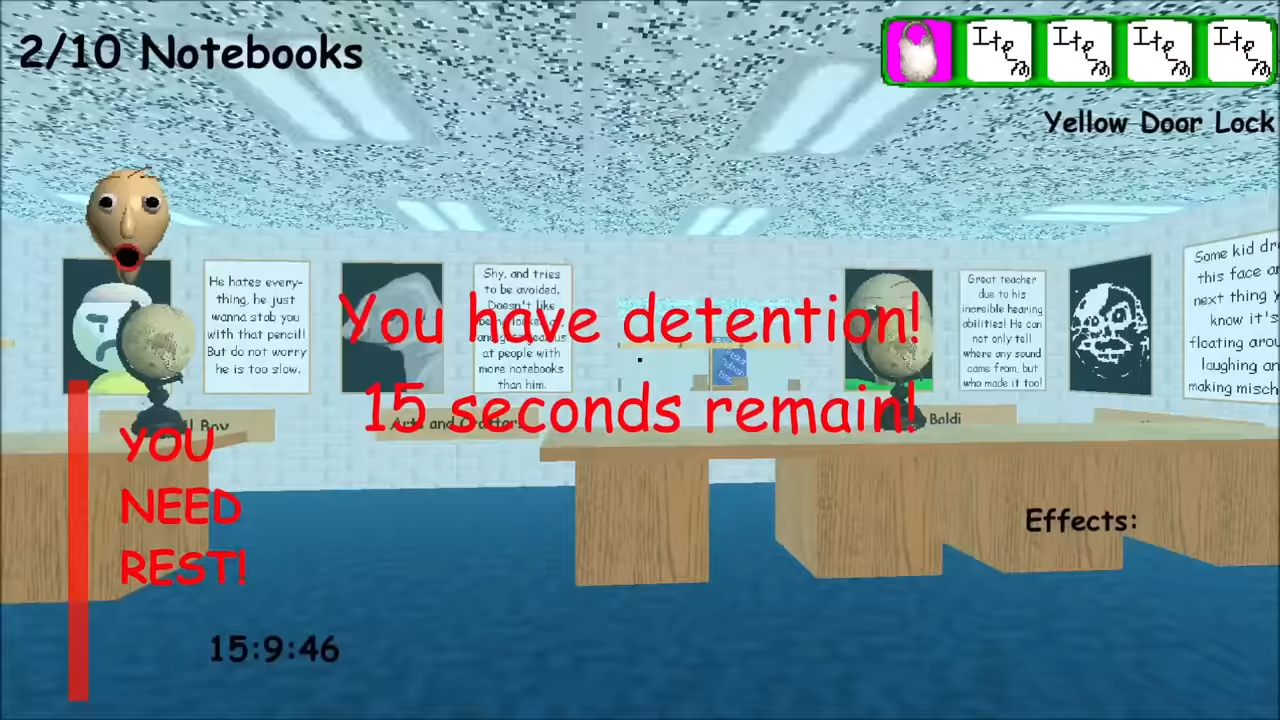 2/10 Notebooks
Yellow Door Lock
He hates every-
thing, he just
wanna stab you
with that pencil!
But do not worry
he is too slow.
Shy, and tries
to be avoided.
Doesn't like
at people with
more notebooks
than him.
Great teacher
due to his
incredible hearing
abilities! He can
not only tell
where any sound
came from, but
who made it too!
Some kid
this face
next thing
know it's
floating
laughing
making
You have detention!
15 seconds remain!
Arts and Crafters
Baldi
YOU
NEED
REST!
Effects:
15:9:46